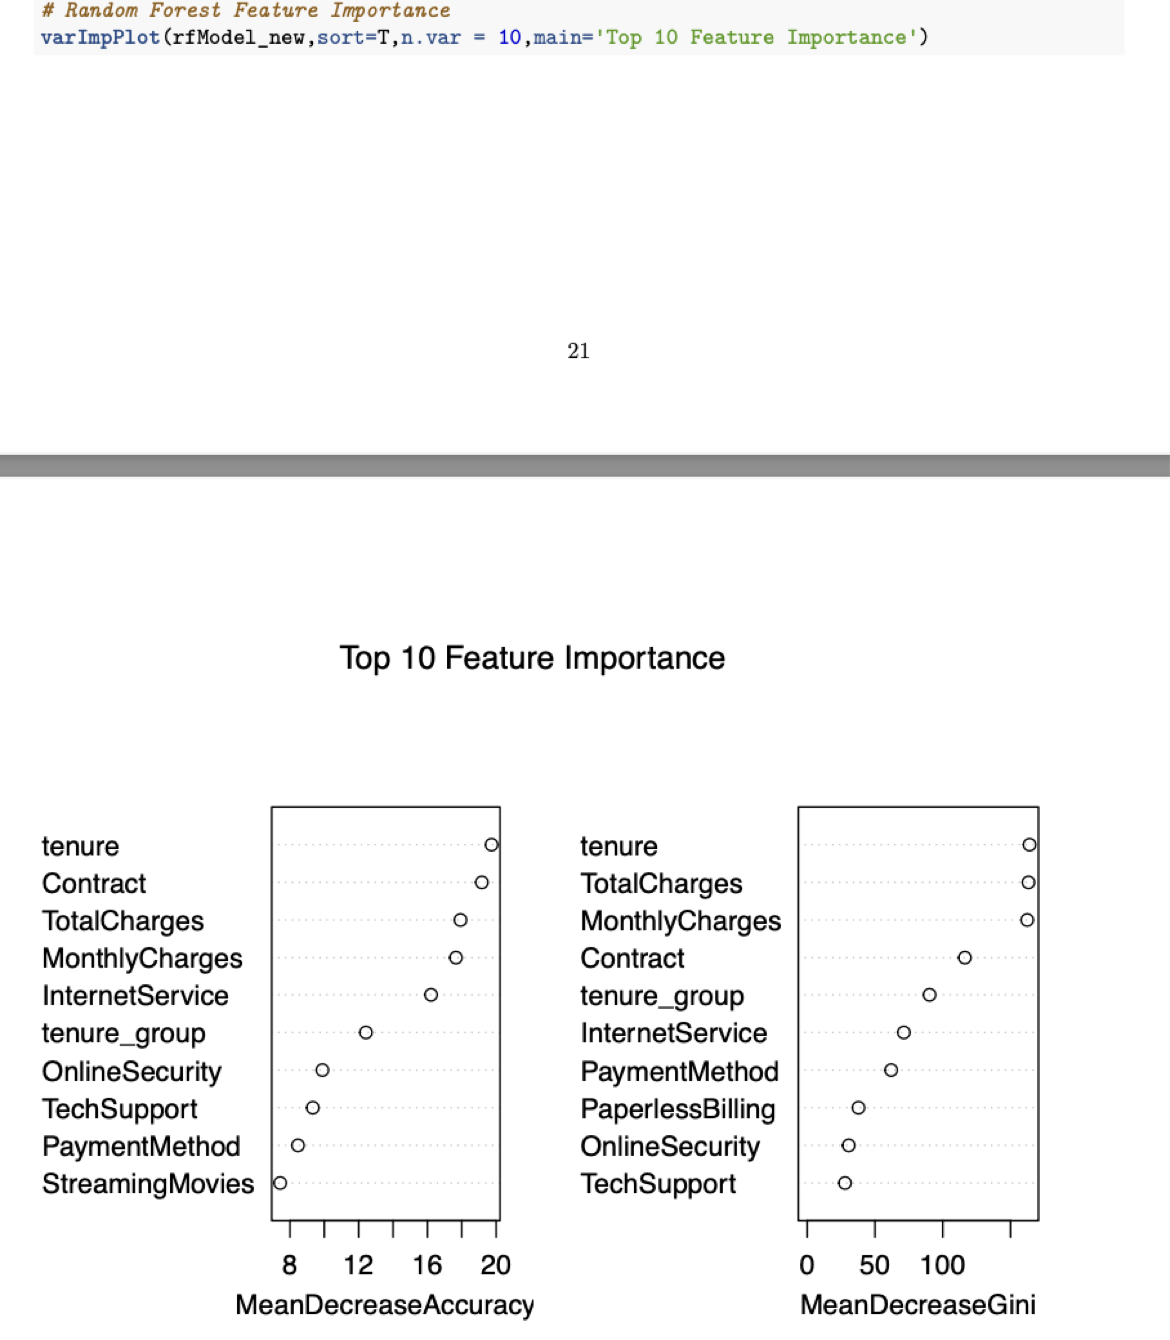 # Random Forest Feature Importance
varImpPlot(rfModel_new,sort=T,n.var = 10,main='Top 10 Feature Importance')
21
Top 10 Feature Importance
tenure
Contract
TotalCharges
MonthlyCharges
InternetService
tenure_group
OnlineSecurity
TechSupport
PaymentMethod
StreamingMovies
8 12 16 20
MeanDecreaseAccuracy
tenure
TotalCharges
MonthlyCharges
Contract
tenure_group
InternetService
PaymentMethod
PaperlessBilling
OnlineSecurity
TechSupport
0 50 100
MeanDecreaseGini